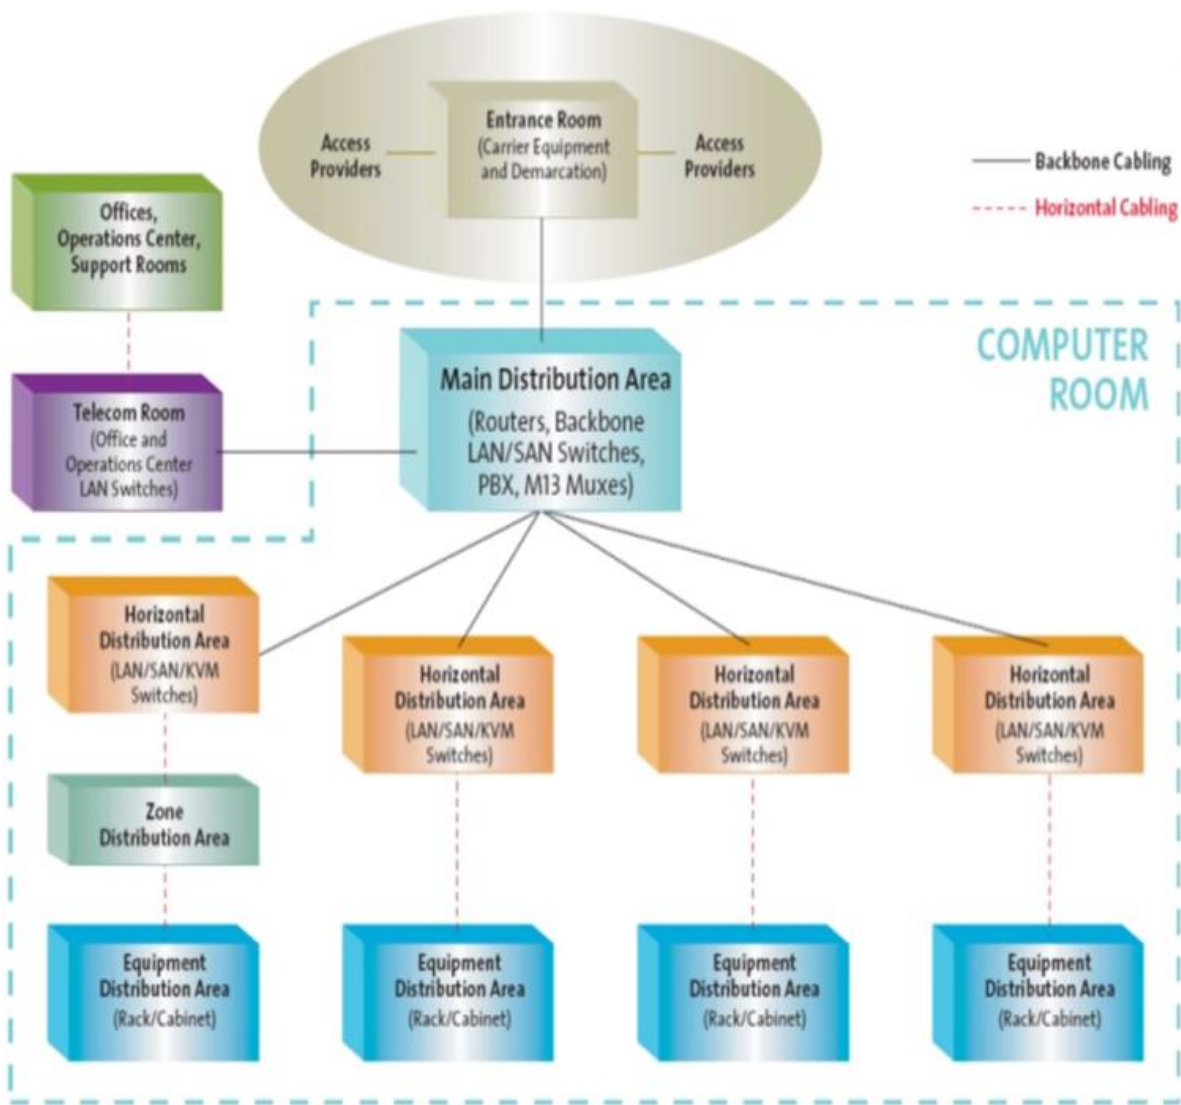 Entrance Room
(Carrier Equipment
and Demarcation)
Access
Providers
Access
Providers
Backbone Cabling
Horizontal Cabling
Offices,
Operations Center,
Support Rooms
COMPUTER
ROOM
Main Distribution Area
(Routers, Backbone
LAN/SAN Switches,
PBX, M13 Muxes)
Telecom Room
(Office and
Operations Center
LAN Switches)
Horizontal
Distribution Area
(LAN/SAN/KVM
Switches)
Horizontal
Distribution Area
(LAN/SAN/KVM
Switches)
Horizontal
Distribution Area
(LAN/SAN/KVM
Switches)
Horizontal
Distribution Area
(LAN/SAN/KVM
Switches)
Zone
Distribution Area
Equipment
Distribution Area
(Rack/Cabinet)
Equipment
Distribution Area
(Rack/Cabinet)
Equipment
Distribution Area
(Rack/Cabinet)
Equipment
Distribution Area
(Rack/Cabinet)